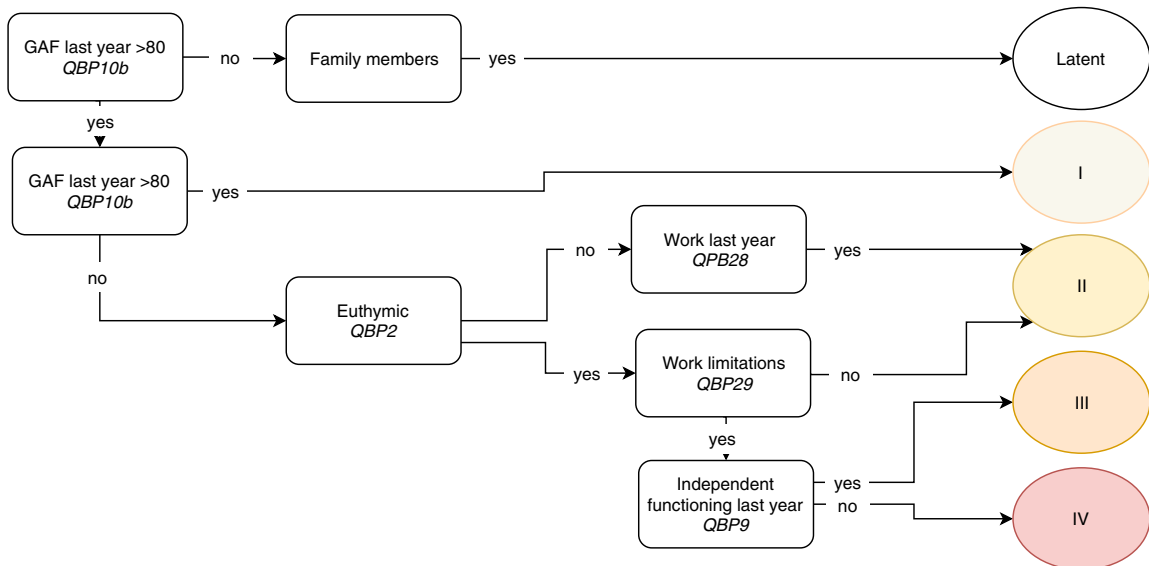 GAF last year >80
QBP10b
no
Family members
yes
Latent
yes
GAF last year >80
QBP10b
yes
I
no
Euthymic
QBP2
no
Work last year
QPB28
yes
II
yes
Work limitations
QBP29
no
III
yes
Independent
functioning last year
QBP9
yes
no
IV